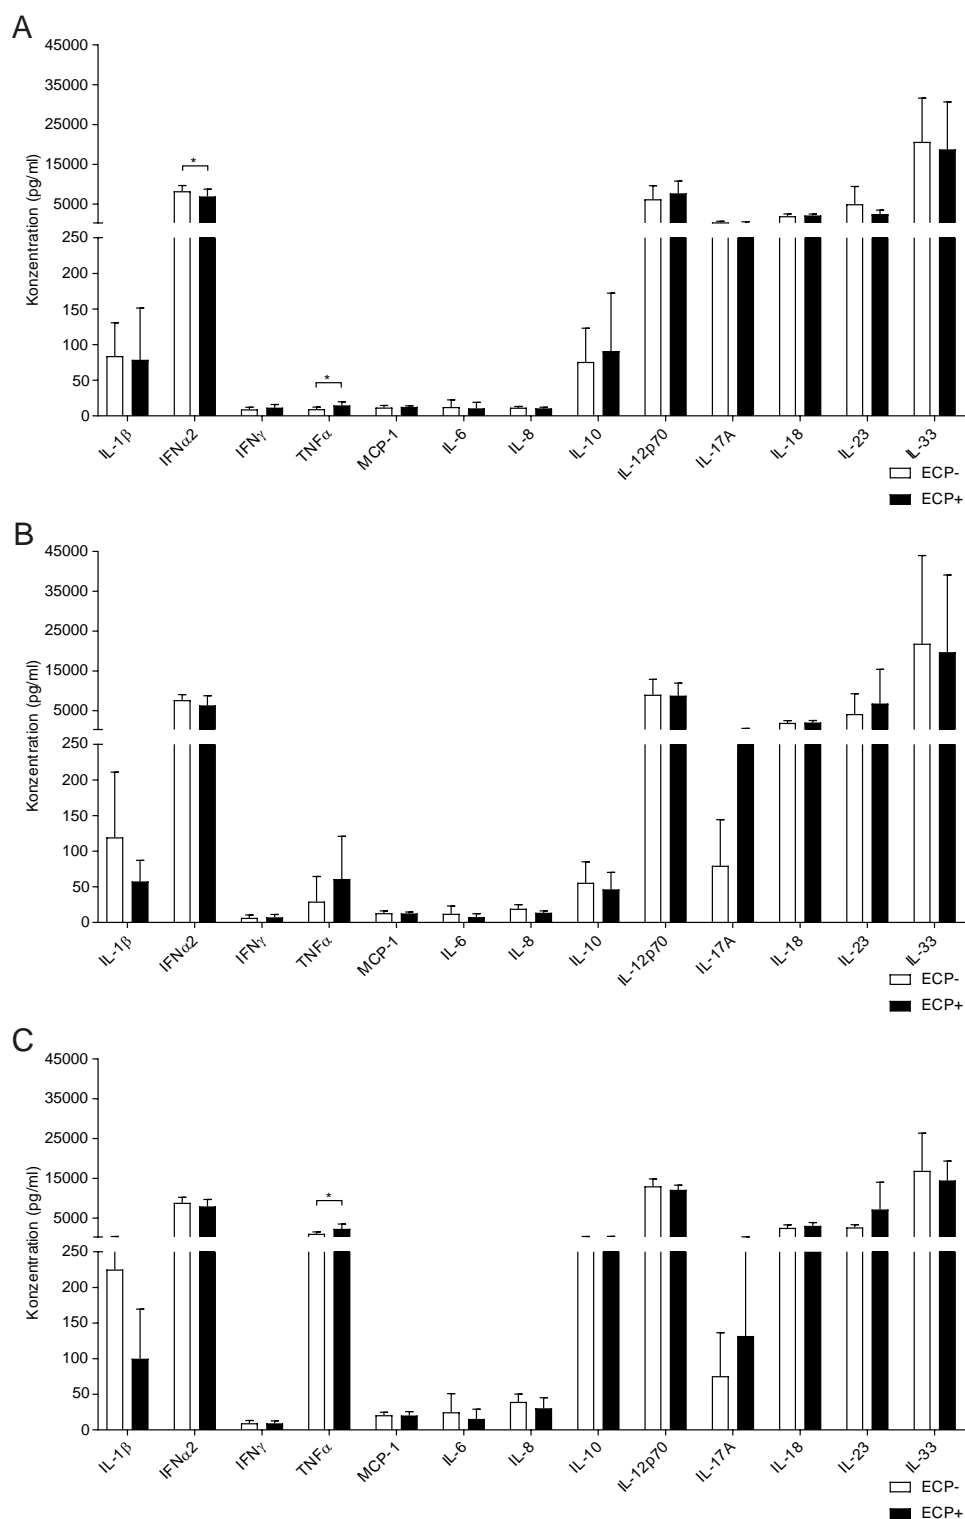 A
45000
35000
25000
15000
5000
250
200
150
100
50
0
Konzentration (pg/ml)
*
*
IL-1β IFNα2 IFNγ TNFα MCP-1 IL-6 IL-8 IL-10 IL-12p70 IL-17A IL-18 IL-23 IL-33
ECP-
ECP+
B
45000
35000
25000
15000
5000
250
200
150
100
50
0
Konzentration (pg/ml)
IL-1β IFNα2 IFNγ TNFα MCP-1 IL-6 IL-8 IL-10 IL-12p70 IL-17A IL-18 IL-23 IL-33
ECP-
ECP+
C
45000
35000
25000
15000
5000
250
200
150
100
50
0
Konzentration (pg/ml)
*
IL-1β IFNα2 IFNγ TNFα MCP-1 IL-6 IL-8 IL-10 IL-12p70 IL-17A IL-18 IL-23 IL-33
ECP-
ECP+